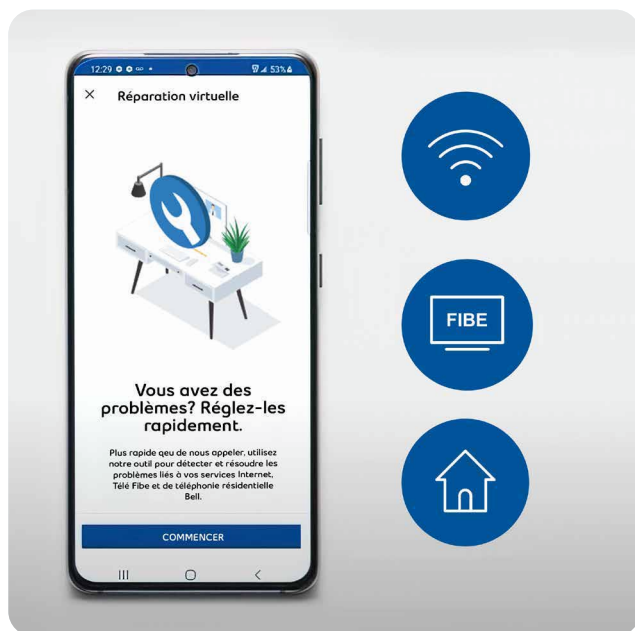 12:29
53%
Réparation virtuelle
Vous avez des
problèmes? Réglez-les
rapidement.
Plus rapide qeu de nous appeler, utilisez
notre outil pour détecter et résoudre les
problèmes liés à vos services Internet,
Télé Fibe et de téléphonie résidentielle
Bell.
COMMENCER
FIBE